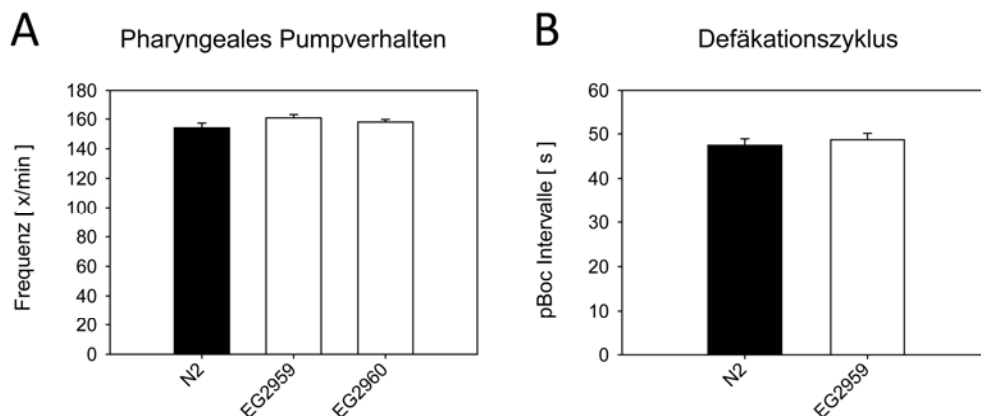 A
Pharyngeales Pumpverhalten
Frequenz [ x/min ]
180
160
140
120
100
80
60
40
20
0
N2
EG2959
EG2960
B
Defäkationszyklus
pBoc Intervalle [ s ]
60
50
40
30
20
10
0
N2
EG2959